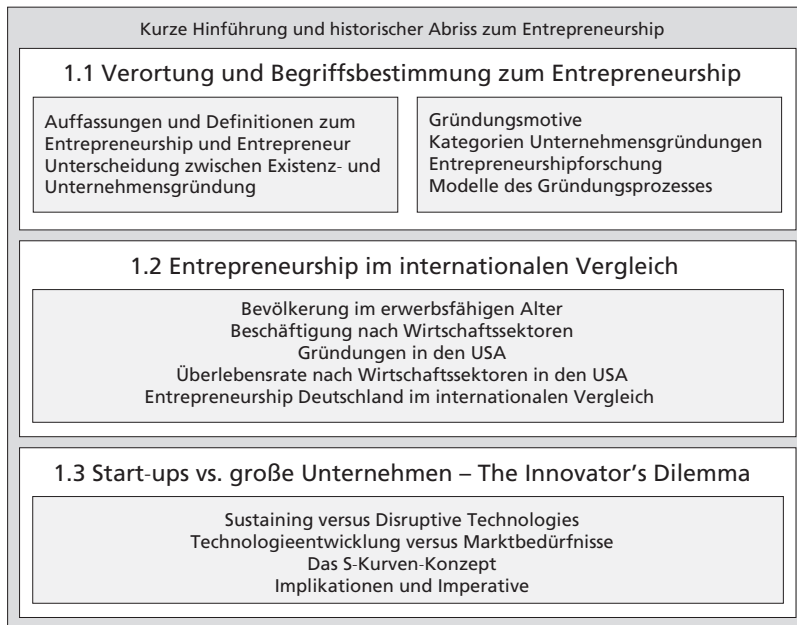 Kurze Hinführung und historischer Abriss zum Entrepreneurship
1.1 Verortung und Begriffsbestimmung zum Entrepreneurship
Auffassungen und Definitionen zum
Entrepreneurship und Entrepreneur
Unterscheidung zwischen Existenz- und
Unternehmensgründung
Gründungsmotive
Kategorien Unternehmensgründungen
Entrepreneurshipforschung
Modelle des Gründungsprozesses
1.2 Entrepreneurship im internationalen Vergleich
Bevölkerung im erwerbsfähigen Alter
Beschäftigung nach Wirtschaftssektoren
Gründungen in den USA
Überlebensrate nach Wirtschaftssektoren in den USA
Entrepreneurship Deutschland im internationalen Vergleich
1.3 Start-ups vs. große Unternehmen – The Innovator’s Dilemma
Sustaining versus Disruptive Technologies
Technologieentwicklung versus Marktbedürfnisse
Das S-Kurven-Konzept
Implikationen und Imperative